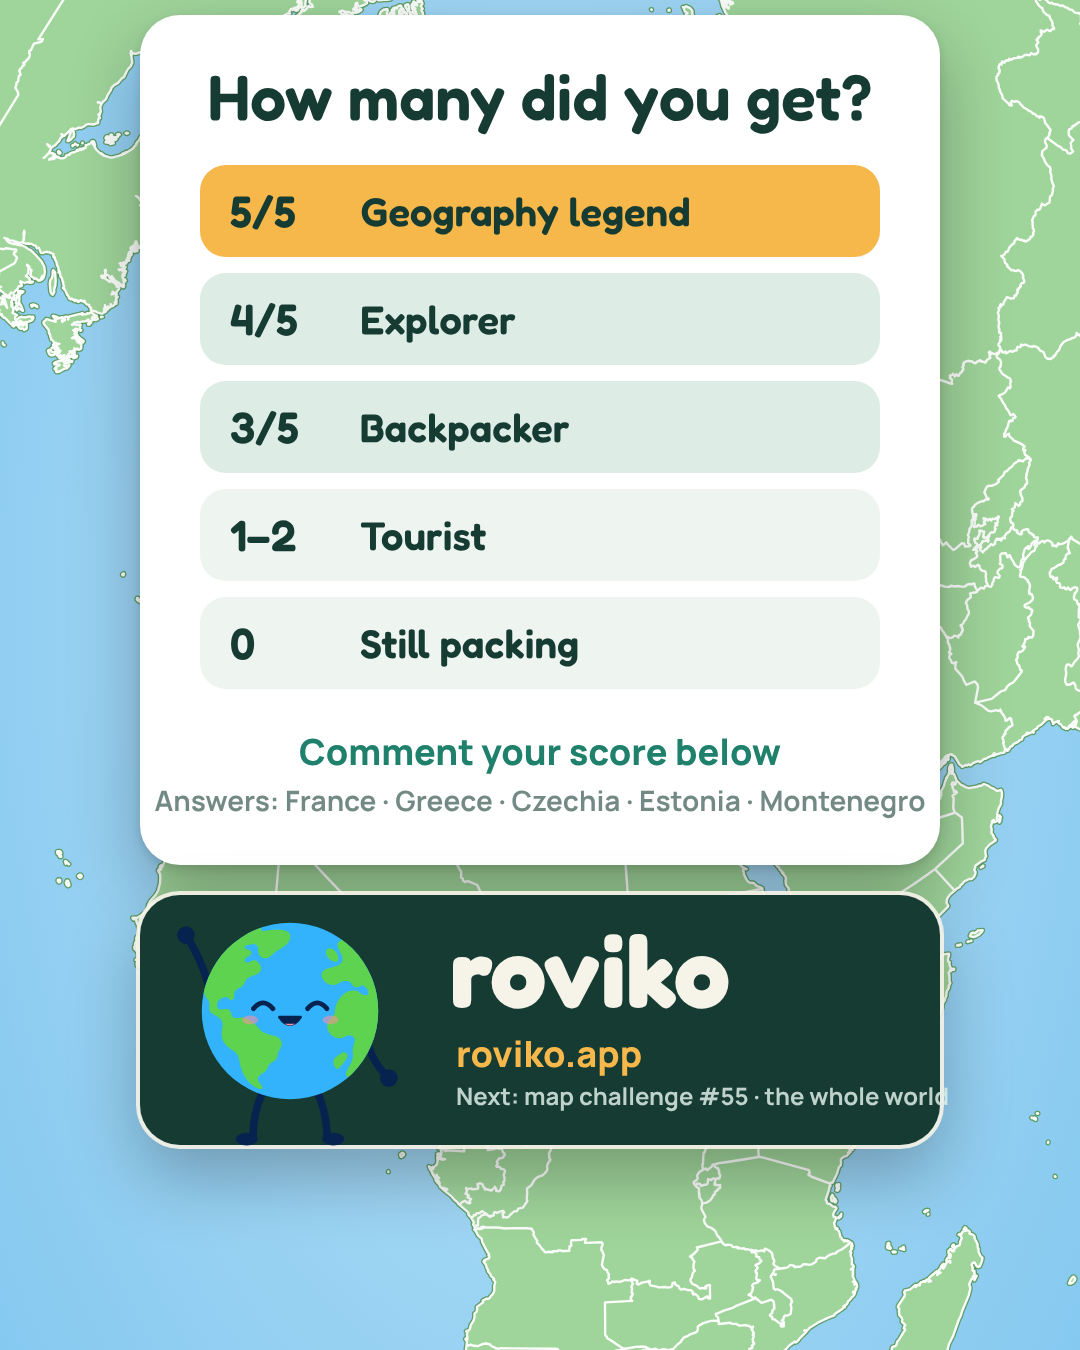 How many did you get?
5/5 Geography legend
4/5 Explorer
3/5 Backpacker
1–2 Tourist
0 Still packing
Comment your score below
Answers: France · Greece · Czechia · Estonia · Montenegro
roviko
roviko.app
Next: map challenge #55 · the whole world